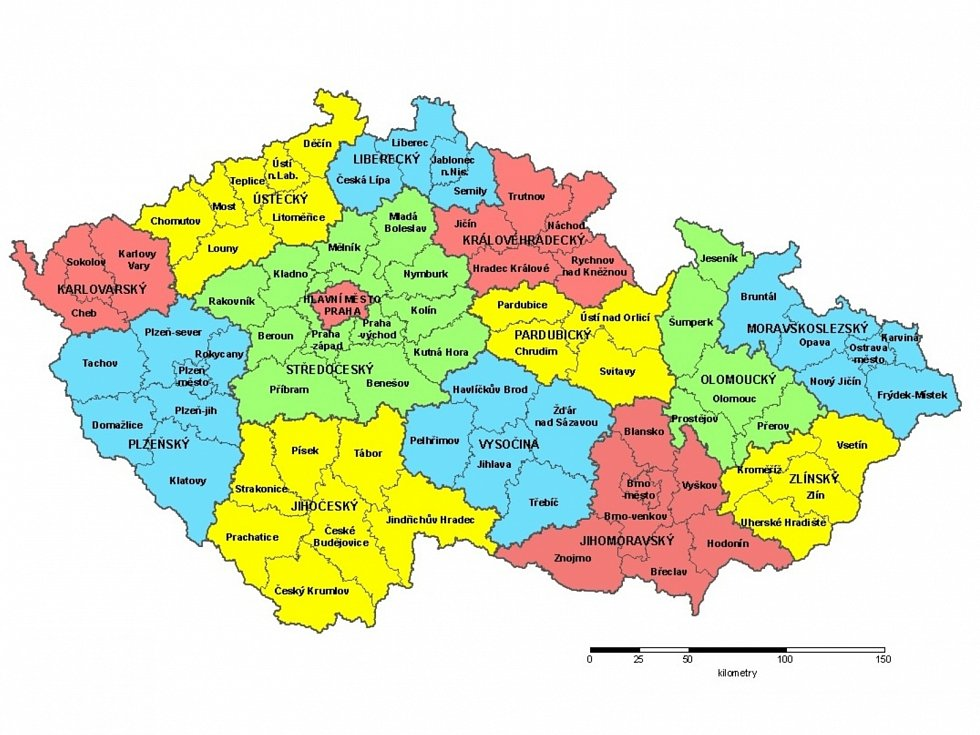 Děčín
Ústí
n.Lab.
Teplice
Most
ÚSTECKÝ
Chomutov
Litoměřice
Louny
Liberec
LIBERECKÝ
Jablonec
n.Nis.
Česká Lípa
Semily
Trutnov
Jičín
Náchod
KRÁLOVÉHRADECKÝ
Hradec Králové
Rychnov
nad Kněžnou
Sokolov
Karlovy
Vary
KARLOVARSKÝ
Cheb
Mladá
Boleslav
Mělník
Kladno
Nymburk
Rakovník
HLAVNÍ MĚSTO
PRAHA
Kolín
Beroun
Praha
-západ
Praha
-východ
Kutná Hora
STŘEDOČESKÝ
Příbram
Benešov
Pardubice
Ústí nad Orlicí
PARDUBICKÝ
Chrudim
Svitavy
Jeseník
Šumperk
OLOMOUCKÝ
Olomouc
Prostějov
Přerov
Bruntál
MORAVSKOSLEZSKÝ
Opava
Karviná
Ostrava
-město
Nový Jičín
Frýdek-Místek
Plzeň-sever
Tachov
Rokycany
Plzeň
-město
Plzeň-jih
Domažlice
PLZEŇSKÝ
Klatovy
Písek
Tábor
Strakonice
JIHOČESKÝ
Jindřichův Hradec
Prachatice
České
Budějovice
Český Krumlov
Havlíčkův Brod
Žďár
nad Sázavou
Pelhřimov
VYSOČINA
Jihlava
Třebíč
Blansko
Brno
-město
Vyškov
Brno-venkov
JIHOMORAVSKÝ
Hodonín
Znojmo
Břeclav
Vsetín
Kroměříž
ZLÍNSKÝ
Zlín
Uherské Hradiště
0 25 50 100 150
kilometry